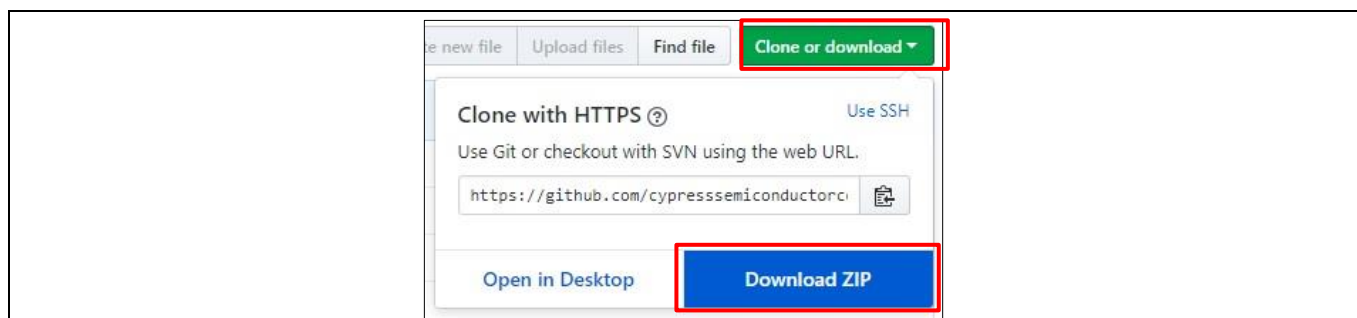 new file Upload files Find file Clone or download
Clone with HTTPS Use SSH
Use Git or checkout with SVN using the web URL.
https://github.com/cypresssemiconductorc
Open in Desktop Download ZIP